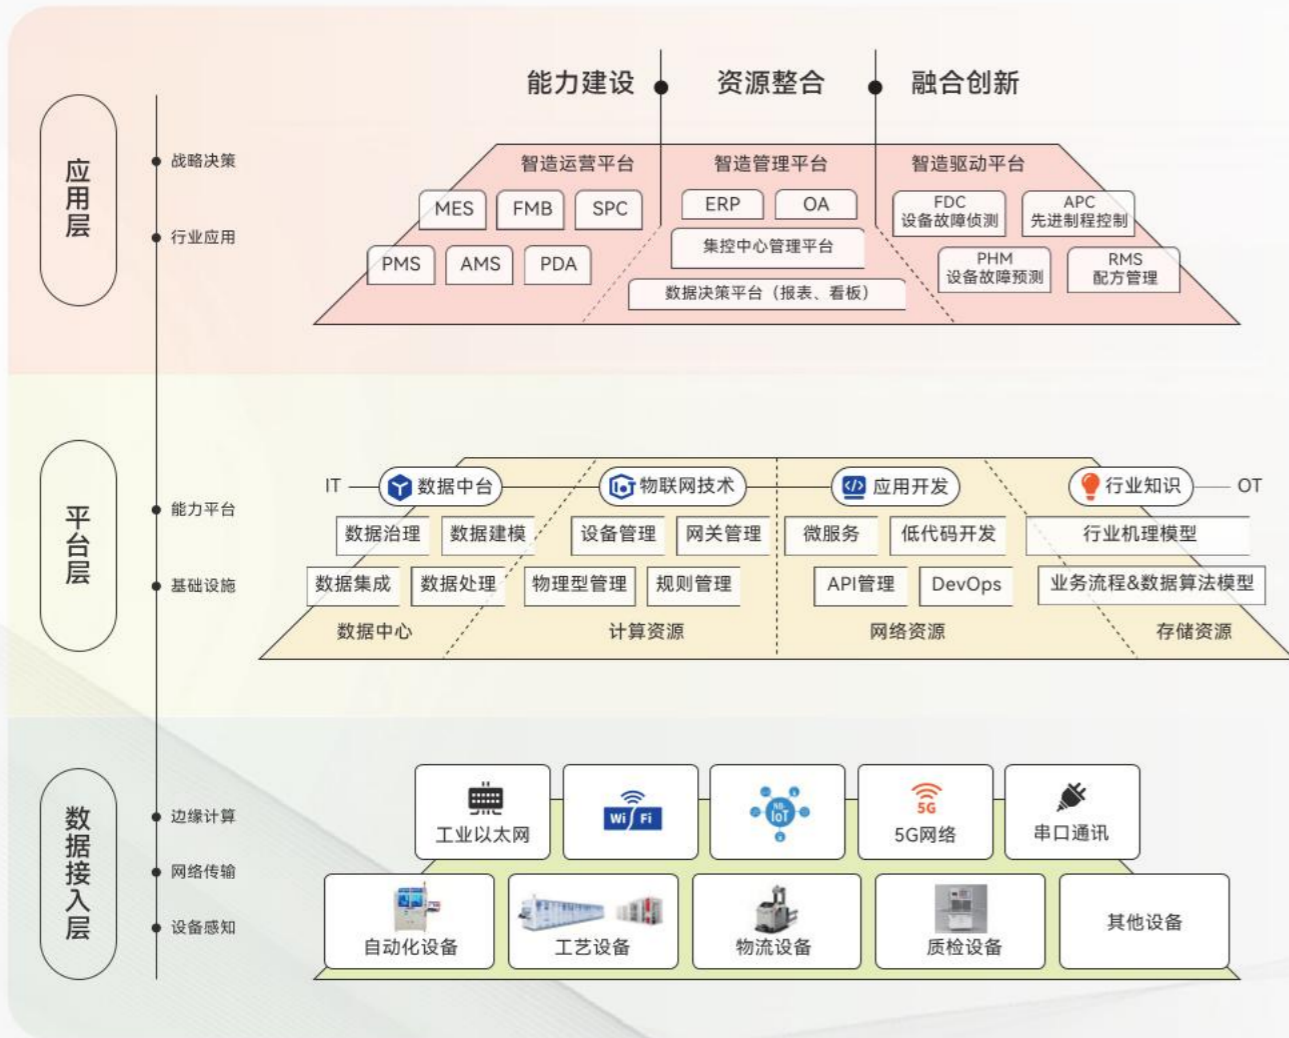 能力建设
资源整合
融合创新
应用层
战略决策
行业应用
智造运营平台
智造管理平台
智造驱动平台
MES
FMB
SPC
PMS
AMS
PDA
ERP
OA
集控中心管理平台
数据决策平台（报表、看板）
FDC
设备故障侦测
APC
先进制程控制
PHM
设备故障预测
RMS
配方管理
平台层
能力平台
基础设施
IT
数据中台
物联网技术
应用开发
行业知识
OT
数据治理
数据建模
设备管理
网关管理
微服务
低代码开发
行业机理模型
数据集成
数据处理
物理型管理
规则管理
API管理
DevOps
业务流程&数据算法模型
数据中心
计算资源
网络资源
存储资源
数据接入层
边缘计算
网络传输
设备感知
工业以太网
Wi Fi
IoT
5G
5G网络
串口通讯
自动化设备
工艺设备
物流设备
质检设备
其他设备